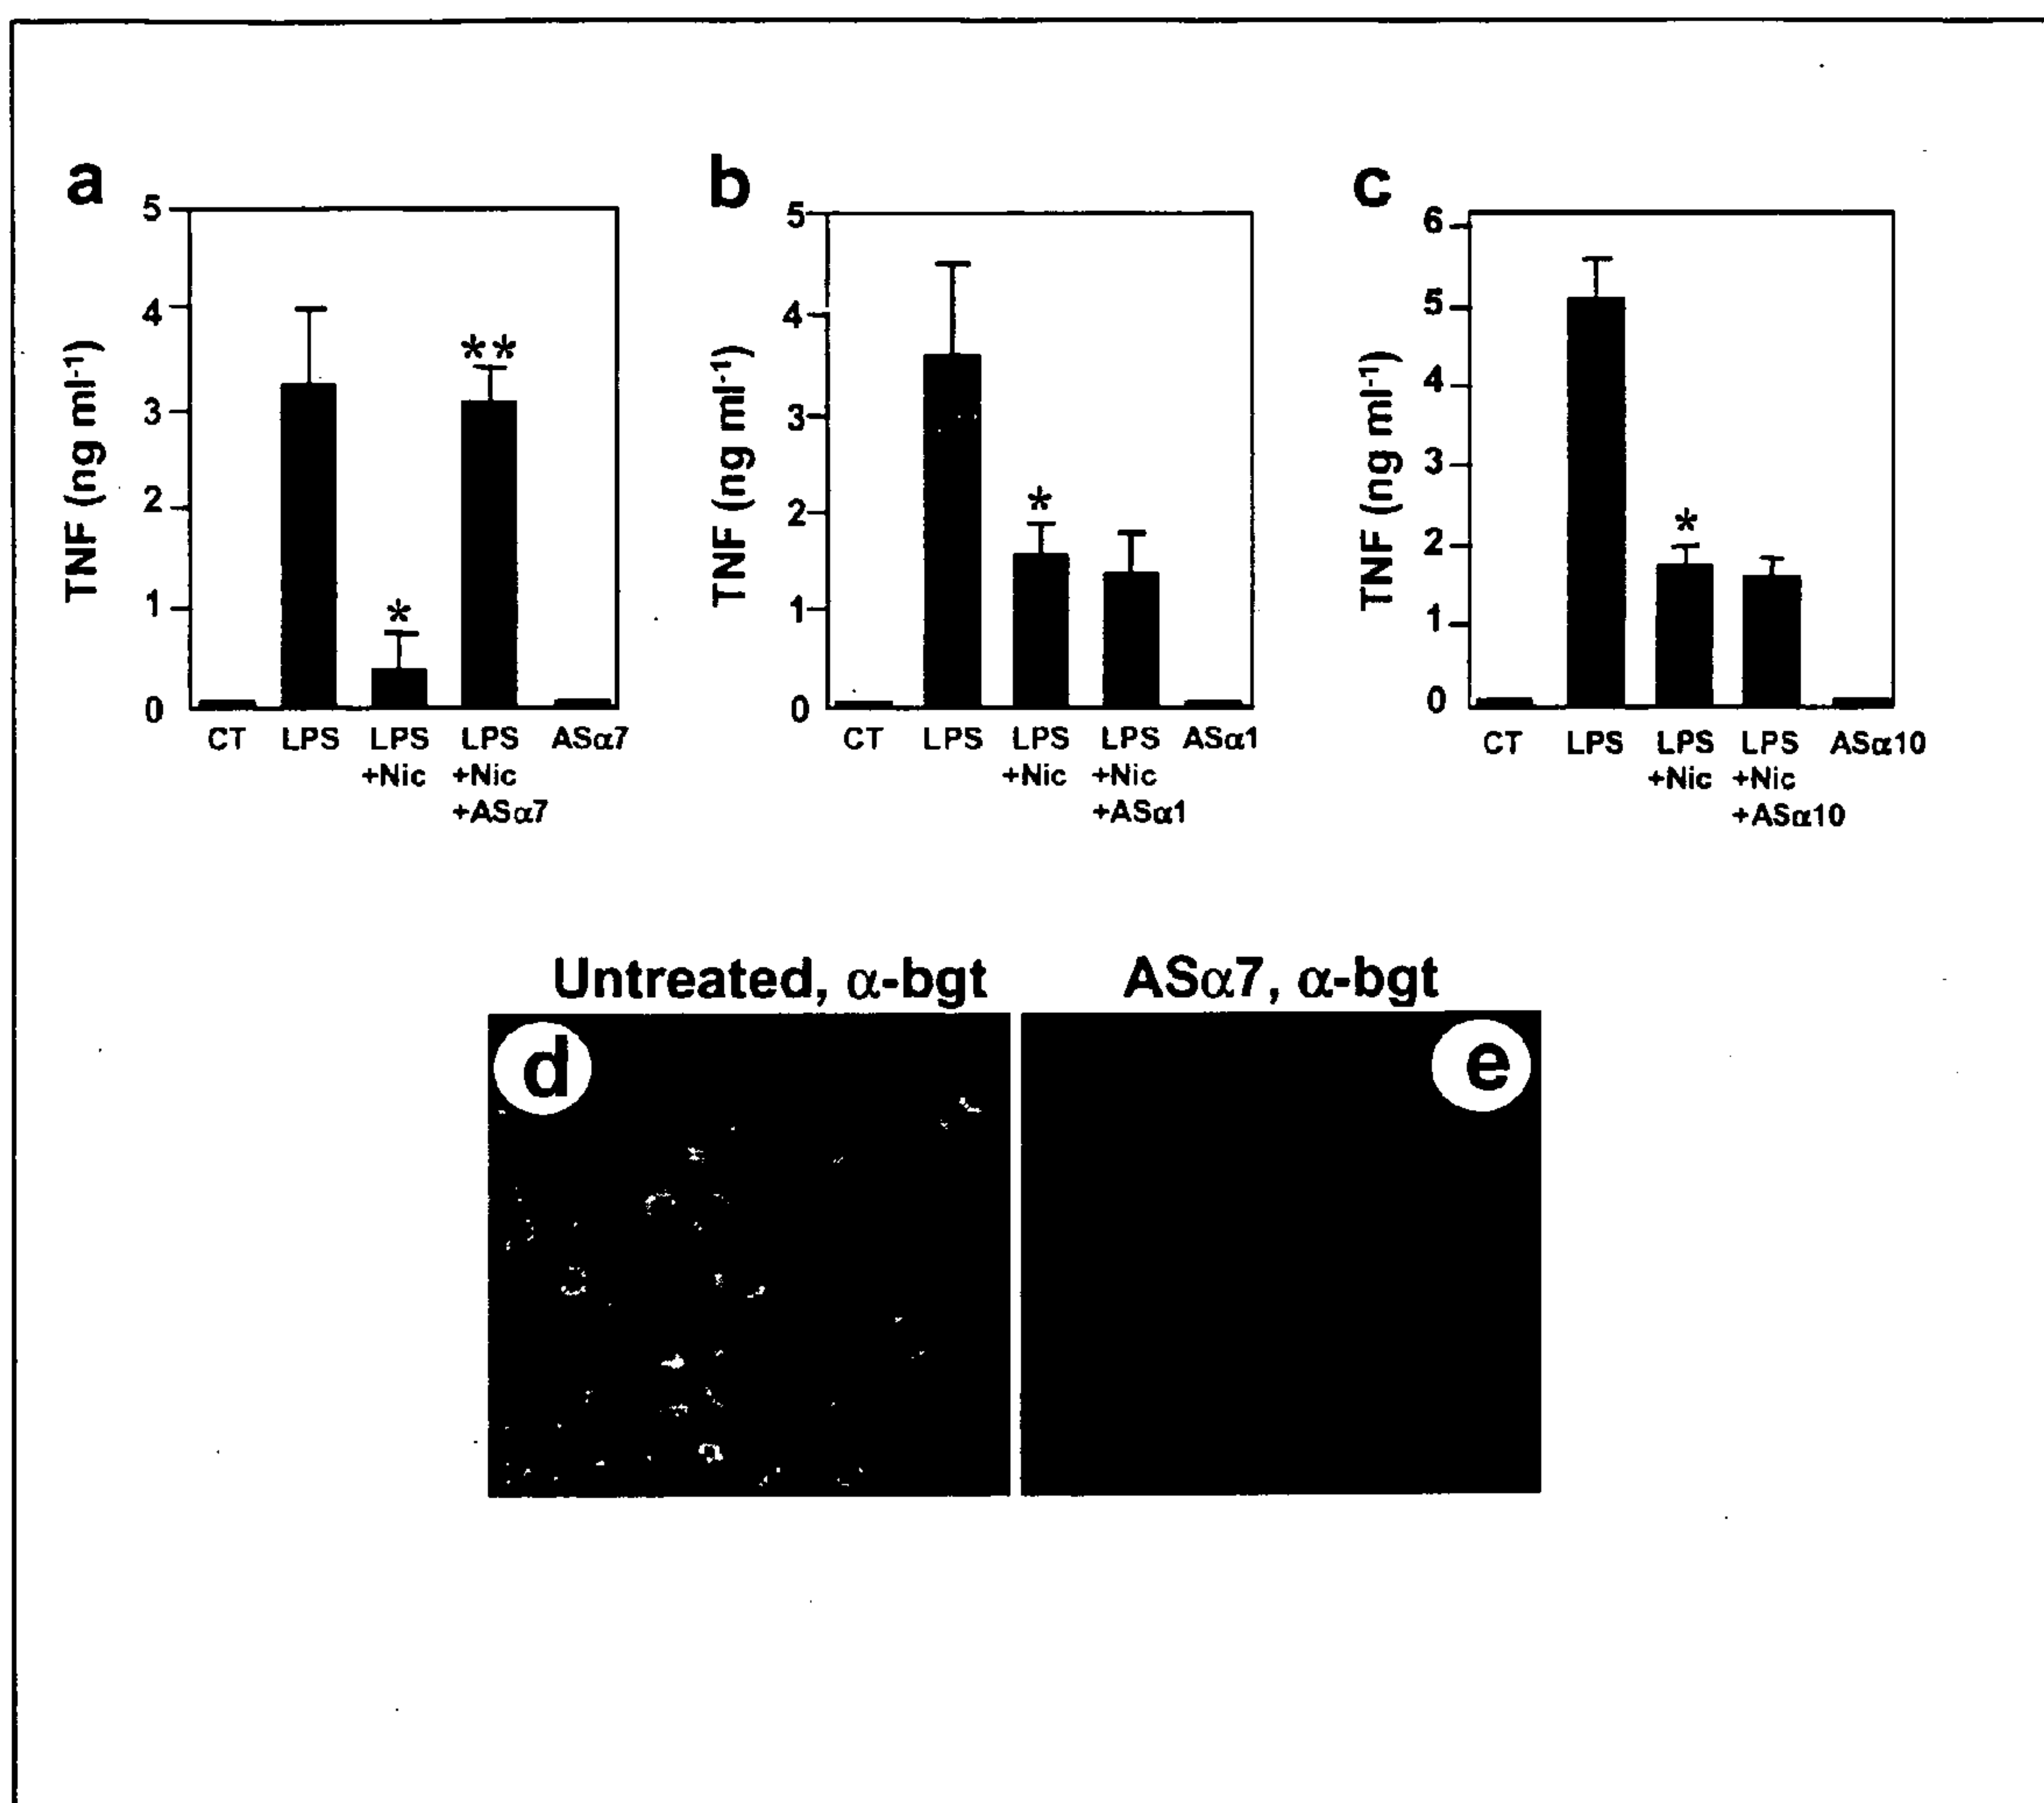 a
5
4
3
2
1
0
TNF (ng ml-1)
CT LPS LPS LPS ASα7
+Nic +Nic
+ASα7
*
**
b
5
4
3
2
1
0
TNF (ng ml-1)
CT LPS LPS LPS ASα1
+Nic +Nic
+ASα1
*
c
6
5
4
3
2
1
0
TNF (ng ml-1)
CT LPS LPS LPS ASα10
+Nic +Nic
+ASα10
*
Untreated, α-bgt ASα7, α-bgt
d e